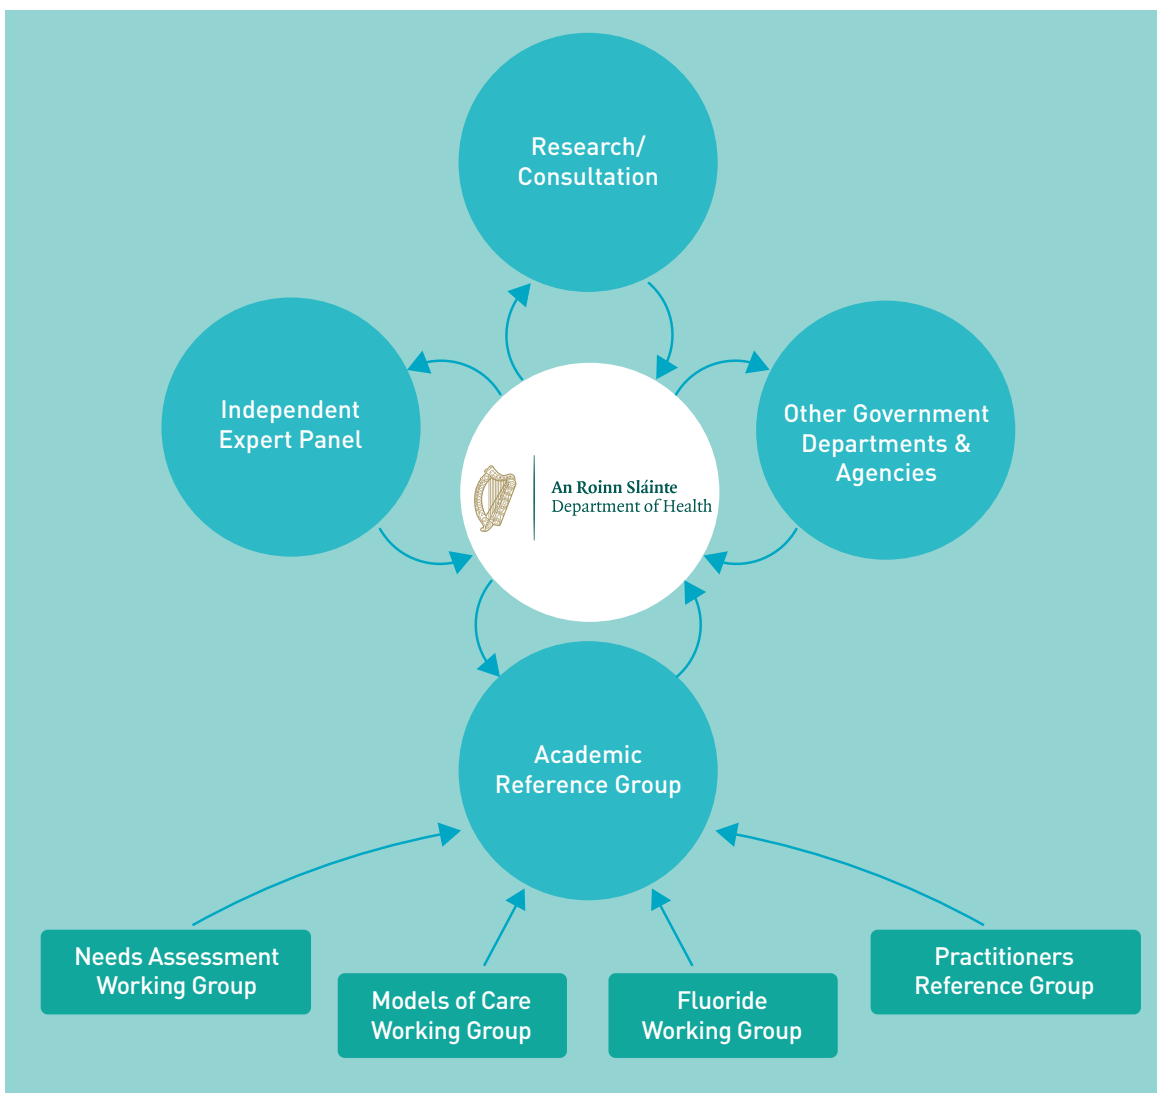 Research/
Consultation
Independent
Expert Panel
Other Government
Departments &
Agencies
An Roinn Sláinte
Department of Health
Academic
Reference Group
Needs Assessment
Working Group
Models of Care
Working Group
Fluoride
Working Group
Practitioners
Reference Group